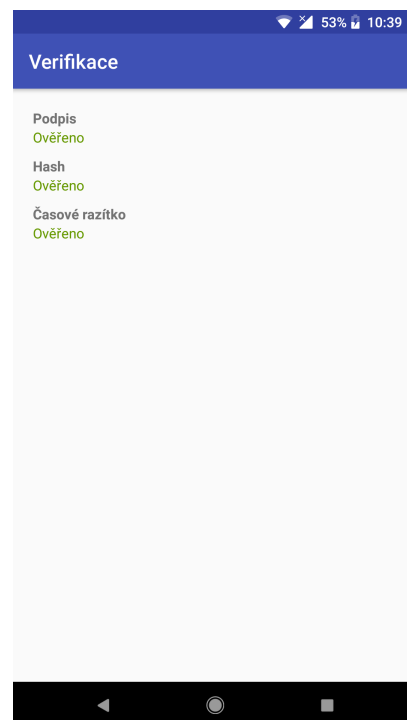 53% 10:39
Verifikace
Podpis
Ověřeno
Hash
Ověřeno
Časové razítko
Ověřeno